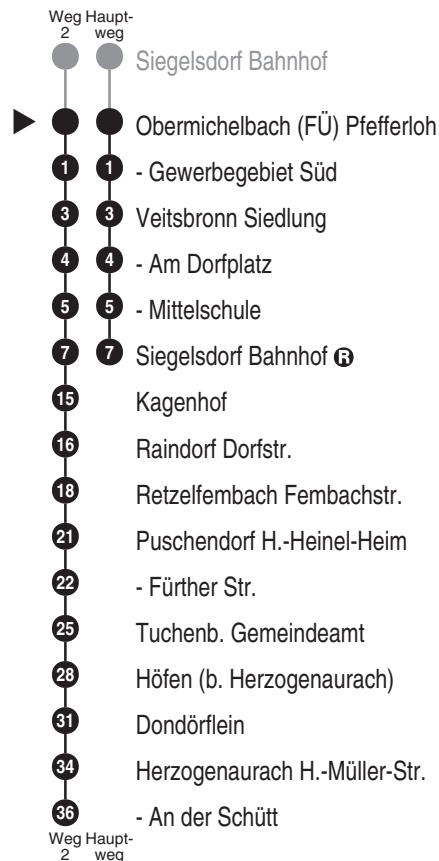 Weg Haupt-
2 weg
Siegelsdorf Bahnhof
Obermichelbach (FÜ) Pfefferloh
1 1 - Gewerbegebiet Süd
3 3 Veitsbronn Siedlung
4 4 - Am Dorfplatz
5 5 - Mittelschule
7 7 Siegelsdorf Bahnhof R
15 Kagenhof
16 Raindorf Dorfstr.
18 Retzelfembach Fembachstr.
21 Puschendorf H.-Heinel-Heim
22 - Fürther Str.
25 Tuchenb. Gemeindeamt
28 Höfen (b. Herzogenaurach)
31 Dondörflein
34 Herzogenaurach H.-Müller-Str.
36 - An der Schütt
Weg Haupt-
2 weg